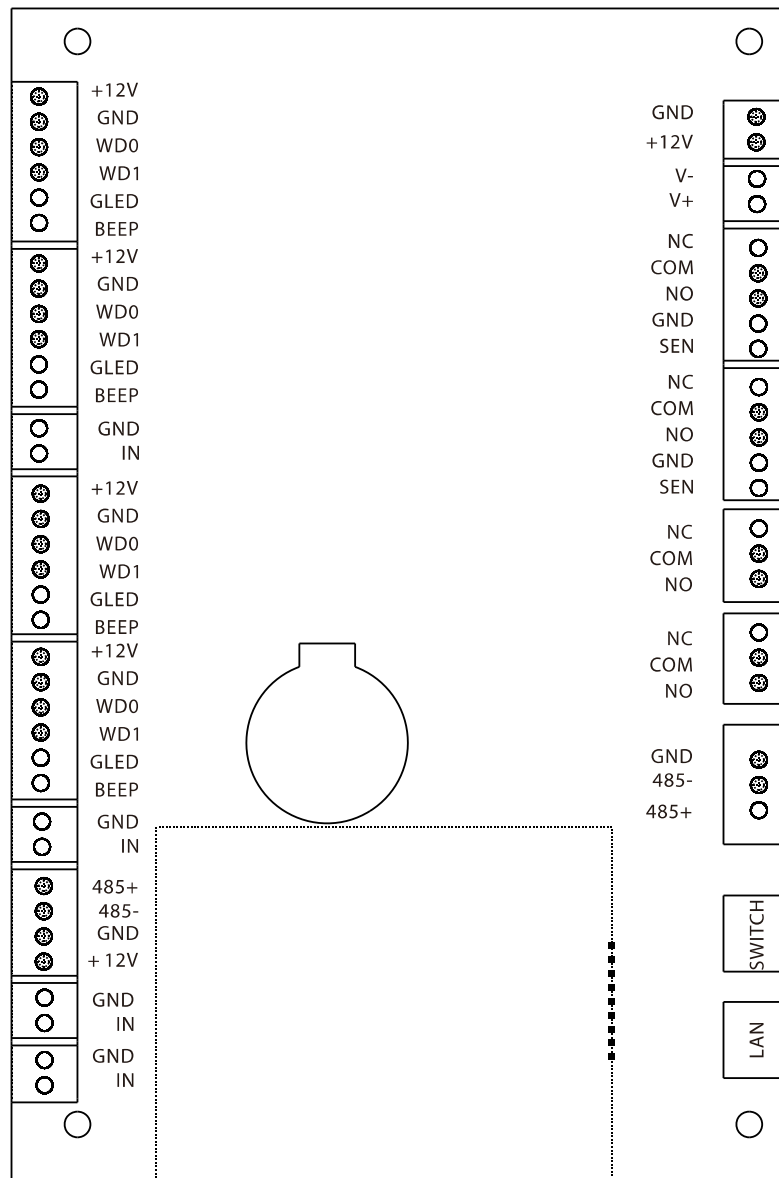 +12V
GND
WD0
WD1
GLED
BEEP
+12V
GND
WD0
WD1
GLED
BEEP
GND
IN
+12V
GND
WD0
WD1
GLED
BEEP
+12V
GND
WD0
WD1
GLED
BEEP
GND
IN
485+
485-
GND
+12V
GND
IN
GND
IN
GND
+12V
V-
V+
NC
COM
NO
GND
SEN
NC
COM
NO
GND
SEN
NC
COM
NO
NC
COM
NO
GND
485-
485+
SWITCH
LAN